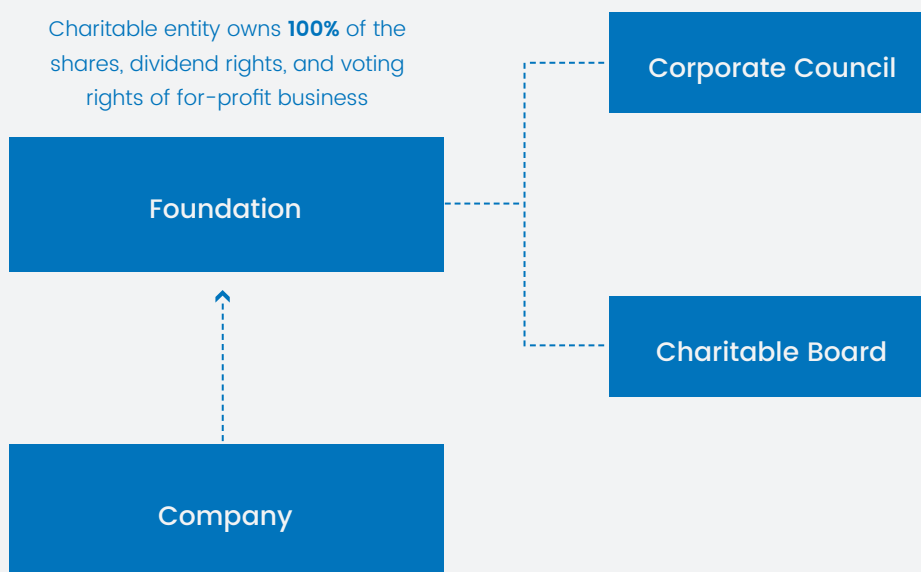 Charitable entity owns 100% of the
shares, dividend rights, and voting
rights of for-profit business
Corporate Council
Foundation
Charitable Board
Company